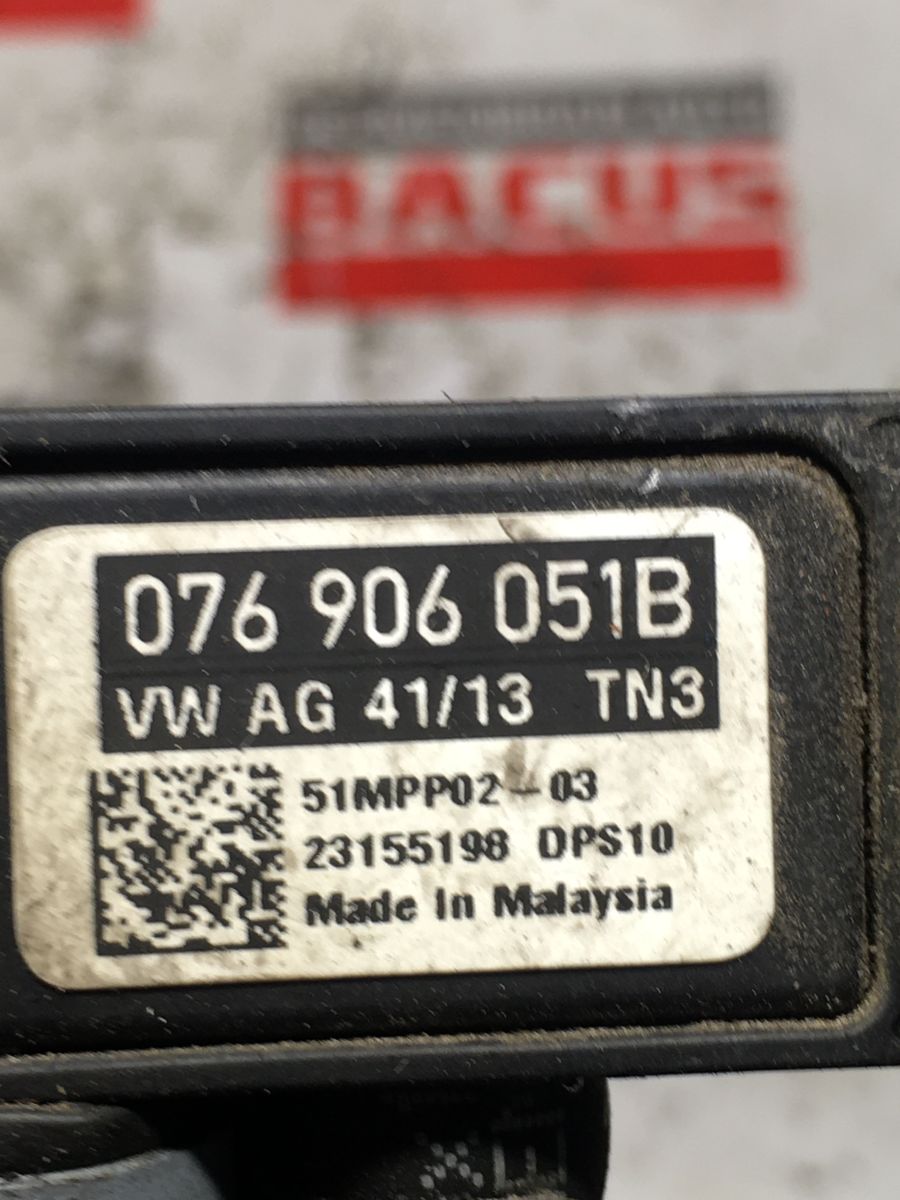 BACUS
076 906 051B
VW AG 41/13 TN3
51MPP02-03
23155198 DPS10
Made In Malaysia